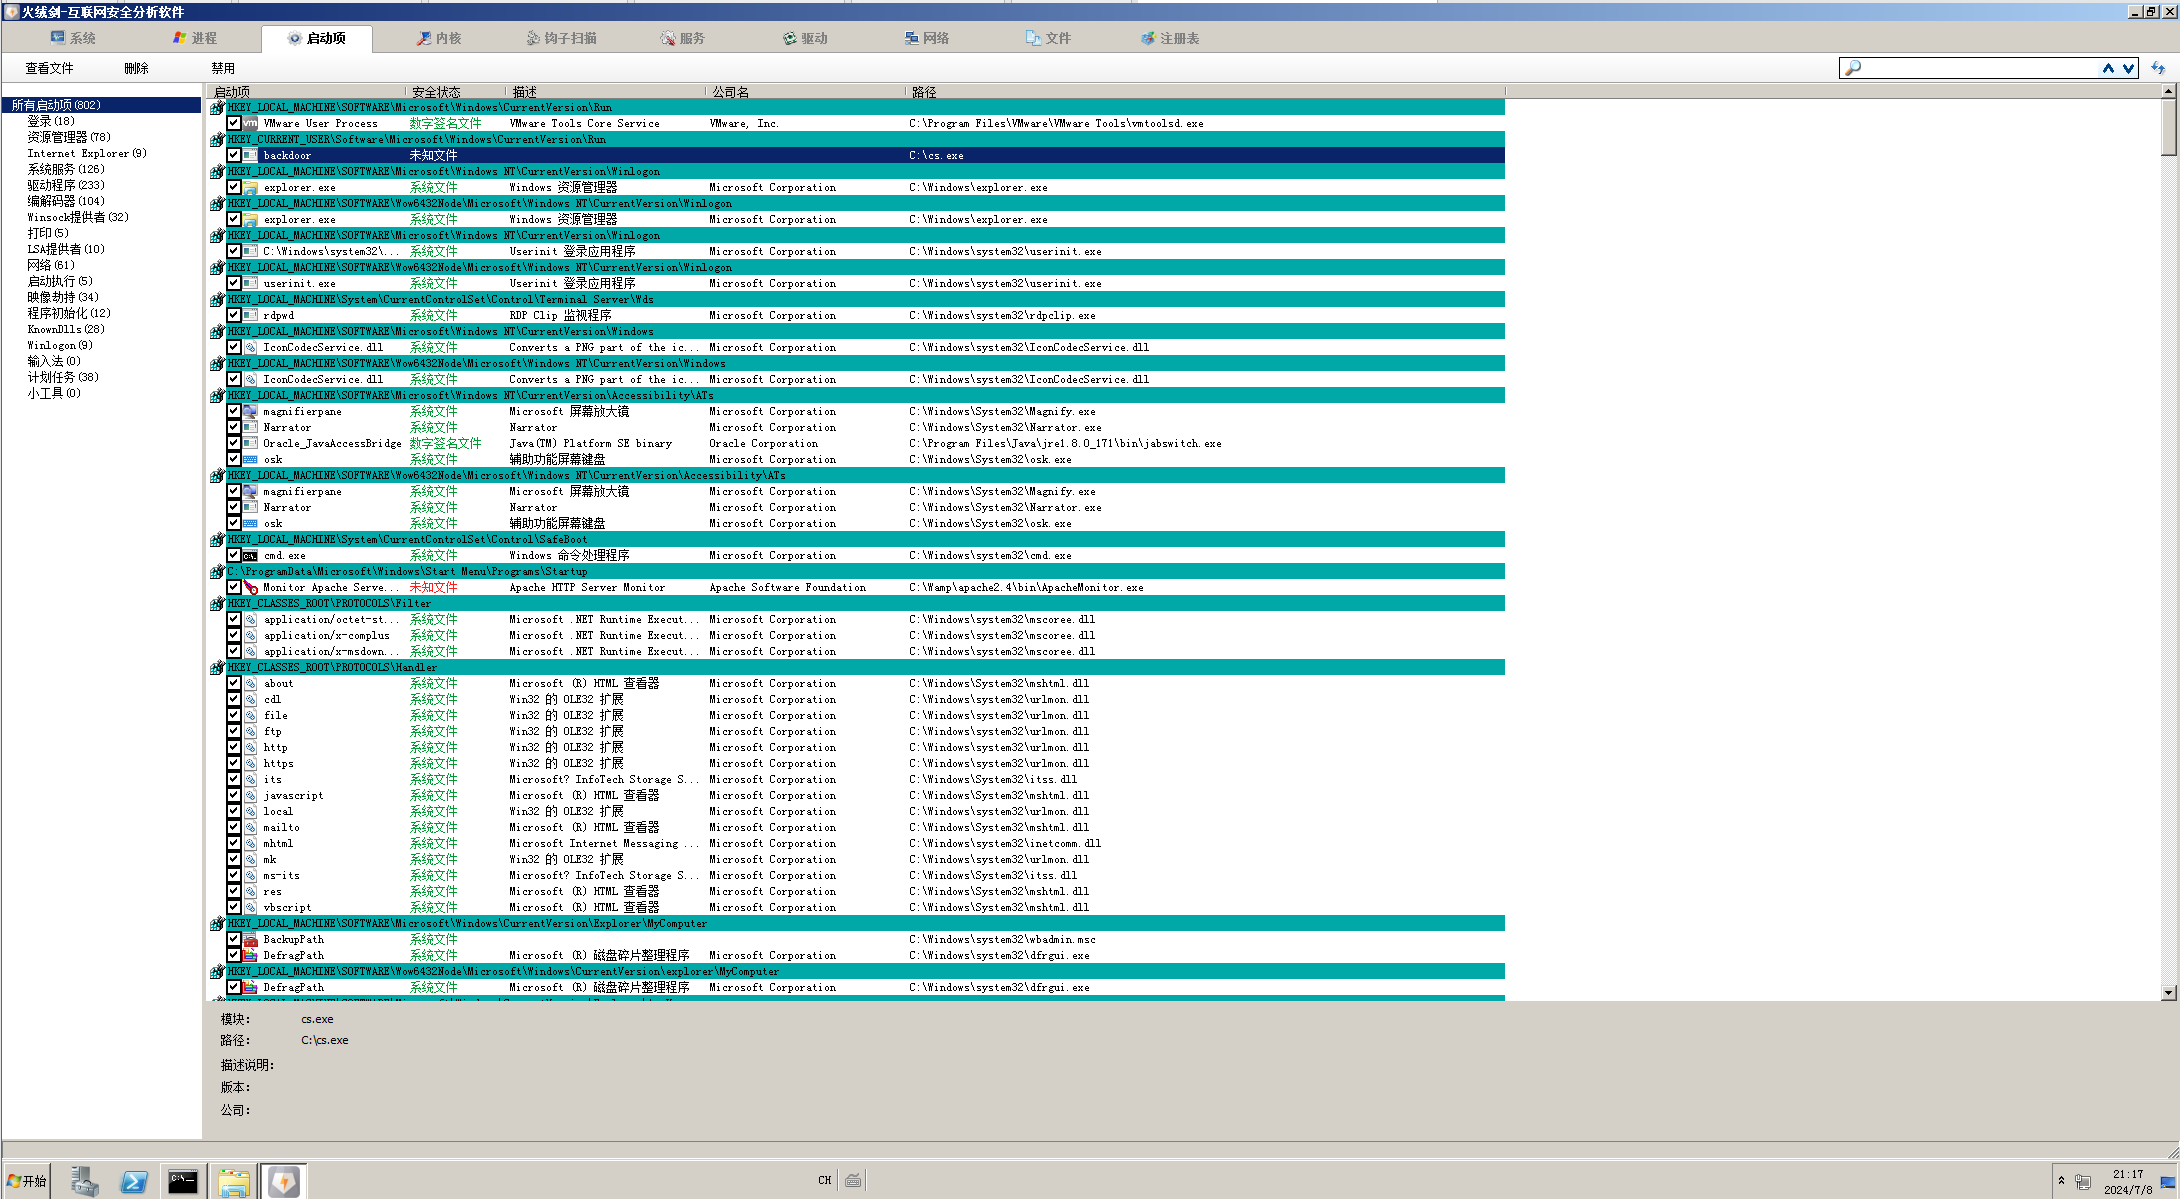 火绒剑-互联网安全分析软件
系统 进程 启动项 内核 钩子扫描 服务 驱动 网络 文件 注册表
查看文件 删除 禁用
所有启动项(802)
登录(18)
资源管理器(78)
Internet Explorer(9)
系统服务(126)
驱动程序(233)
编解码器(104)
Winsock提供者(32)
打印(5)
LSA提供者(10)
网络(61)
启动执行(5)
映像劫持(34)
程序初始化(12)
KnownDlls(28)
Winlogon(9)
输入法(0)
计划任务(38)
小工具(0)
启动项 安全状态 描述 公司名 路径
HKEY_LOCAL_MACHINE\SOFTWARE\Microsoft\Windows\CurrentVersion\Run
VMware User Process 数字签名文件 VMware Tools Core Service VMware, Inc. C:\Program Files\VMware\VMware Tools\vmtoolsd.exe
HKEY_CURRENT_USER\Software\Microsoft\Windows\CurrentVersion\Run
backdoor 未知文件 C:\cs.exe
HKEY_LOCAL_MACHINE\SOFTWARE\Microsoft\Windows NT\CurrentVersion\Winlogon
explorer.exe 系统文件 Windows 资源管理器 Microsoft Corporation C:\Windows\explorer.exe
HKEY_LOCAL_MACHINE\SOFTWARE\Wow6432Node\Microsoft\Windows NT\CurrentVersion\Winlogon
explorer.exe 系统文件 Windows 资源管理器 Microsoft Corporation C:\Windows\explorer.exe
HKEY_LOCAL_MACHINE\SOFTWARE\Microsoft\Windows NT\CurrentVersion\Winlogon
C:\Windows\system32\... 系统文件 Userinit 登录应用程序 Microsoft Corporation C:\Windows\system32\userinit.exe
HKEY_LOCAL_MACHINE\SOFTWARE\Wow6432Node\Microsoft\Windows NT\CurrentVersion\Winlogon
userinit.exe 系统文件 Userinit 登录应用程序 Microsoft Corporation C:\Windows\system32\userinit.exe
HKEY_LOCAL_MACHINE\System\CurrentControlSet\Control\Terminal Server\Wds
rdpwd 系统文件 RDP Clip 监视程序 Microsoft Corporation C:\Windows\system32\rdpclip.exe
HKEY_LOCAL_MACHINE\SOFTWARE\Microsoft\Windows NT\CurrentVersion\Windows
IconCodecService.dll 系统文件 Converts a PNG part of the ic... Microsoft Corporation C:\Windows\system32\IconCodecService.dll
HKEY_LOCAL_MACHINE\SOFTWARE\Wow6432Node\Microsoft\Windows NT\CurrentVersion\Windows
IconCodecService.dll 系统文件 Converts a PNG part of the ic... Microsoft Corporation C:\Windows\system32\IconCodecService.dll
HKEY_LOCAL_MACHINE\SOFTWARE\Microsoft\Windows NT\CurrentVersion\Accessibility\ATs
magnifierpane 系统文件 Microsoft 屏幕放大镜 Microsoft Corporation C:\Windows\System32\Magnify.exe
Narrator 系统文件 Narrator Microsoft Corporation C:\Windows\System32\Narrator.exe
Oracle_JavaAccessBridge 数字签名文件 Java(TM) Platform SE binary Oracle Corporation C:\Program Files\Java\jre1.8.0_171\bin\jabswitch.exe
osk 系统文件 辅助功能屏幕键盘 Microsoft Corporation C:\Windows\System32\osk.exe
HKEY_LOCAL_MACHINE\SOFTWARE\Wow6432Node\Microsoft\Windows NT\CurrentVersion\Accessibility\ATs
magnifierpane 系统文件 Microsoft 屏幕放大镜 Microsoft Corporation C:\Windows\System32\Magnify.exe
Narrator 系统文件 Narrator Microsoft Corporation C:\Windows\System32\Narrator.exe
osk 系统文件 辅助功能屏幕键盘 Microsoft Corporation C:\Windows\System32\osk.exe
HKEY_LOCAL_MACHINE\System\CurrentControlSet\Control\SafeBoot
cmd.exe 系统文件 Windows 命令处理程序 Microsoft Corporation C:\Windows\system32\cmd.exe
C:\ProgramData\Microsoft\Windows\Start Menu\Programs\Startup
Monitor Apache Serve... 未知文件 Apache HTTP Server Monitor Apache Software Foundation C:\Wamp\apache2.4\bin\ApacheMonitor.exe
HKEY_CLASSES_ROOT\PROTOCOLS\Filter
application/octet-st... 系统文件 Microsoft .NET Runtime Execut... Microsoft Corporation C:\Windows\system32\mscoree.dll
application/x-complus 系统文件 Microsoft .NET Runtime Execut... Microsoft Corporation C:\Windows\system32\mscoree.dll
application/x-msdown... 系统文件 Microsoft .NET Runtime Execut... Microsoft Corporation C:\Windows\system32\mscoree.dll
HKEY_CLASSES_ROOT\PROTOCOLS\Handler
about 系统文件 Microsoft (R) HTML 查看器 Microsoft Corporation C:\Windows\System32\mshtml.dll
cdl 系统文件 Win32 的 OLE32 扩展 Microsoft Corporation C:\Windows\System32\urlmon.dll
file 系统文件 Win32 的 OLE32 扩展 Microsoft Corporation C:\Windows\System32\urlmon.dll
ftp 系统文件 Win32 的 OLE32 扩展 Microsoft Corporation C:\Windows\System32\urlmon.dll
http 系统文件 Win32 的 OLE32 扩展 Microsoft Corporation C:\Windows\system32\urlmon.dll
https 系统文件 Win32 的 OLE32 扩展 Microsoft Corporation C:\Windows\System32\urlmon.dll
its 系统文件 Microsoft? InfoTech Storage S... Microsoft Corporation C:\Windows\System32\itss.dll
javascript 系统文件 Microsoft (R) HTML 查看器 Microsoft Corporation C:\Windows\System32\mshtml.dll
local 系统文件 Win32 的 OLE32 扩展 Microsoft Corporation C:\Windows\System32\urlmon.dll
mailto 系统文件 Microsoft (R) HTML 查看器 Microsoft Corporation C:\Windows\System32\mshtml.dll
mhtml 系统文件 Microsoft Internet Messaging ... Microsoft Corporation C:\Windows\System32\inetcomm.dll
mk 系统文件 Win32 的 OLE32 扩展 Microsoft Corporation C:\Windows\System32\urlmon.dll
ms-its 系统文件 Microsoft? InfoTech Storage S... Microsoft Corporation C:\Windows\System32\itss.dll
res 系统文件 Microsoft (R) HTML 查看器 Microsoft Corporation C:\Windows\System32\mshtml.dll
vbscript 系统文件 Microsoft (R) HTML 查看器 Microsoft Corporation C:\Windows\System32\mshtml.dll
HKEY_LOCAL_MACHINE\SOFTWARE\Microsoft\Windows\CurrentVersion\Explorer\MyComputer
BackupPath 系统文件 C:\Windows\system32\wbadmin.msc
DefragPath 系统文件 Microsoft (R) 磁盘碎片整理程序 Microsoft Corporation C:\Windows\system32\dfrgui.exe
HKEY_LOCAL_MACHINE\SOFTWARE\Wow6432Node\Microsoft\Windows\CurrentVersion\explorer\MyComputer
DefragPath 系统文件 Microsoft (R) 磁盘碎片整理程序 Microsoft Corporation C:\Windows\system32\dfrgui.exe
模块: cs.exe
路径: C:\cs.exe
描述说明:
版本:
公司:
开始 CH 21:17
2024/7/8